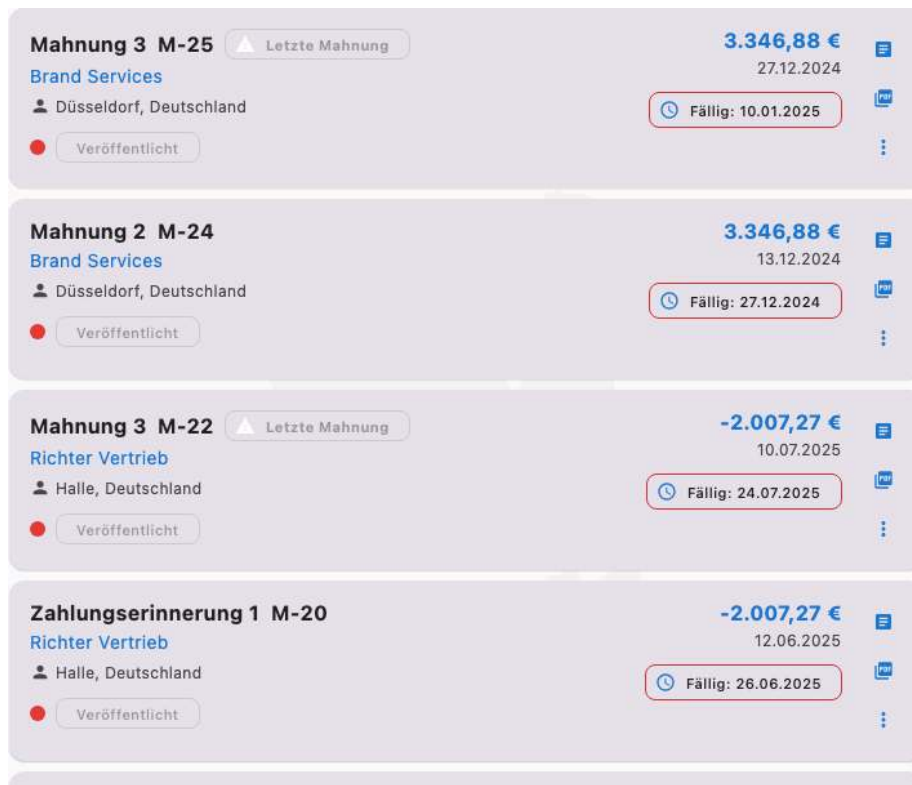 Mahnung 3 M-25 Letzte Mahnung 3.346,88 €
Brand Services 27.12.2024
Düsseldorf, Deutschland Fällig: 10.01.2025
Veröffentlicht
Mahnung 2 M-24 3.346,88 €
Brand Services 13.12.2024
Düsseldorf, Deutschland Fällig: 27.12.2024
Veröffentlicht
Mahnung 3 M-22 Letzte Mahnung -2.007,27 €
Richter Vertrieb 10.07.2025
Halle, Deutschland Fällig: 24.07.2025
Veröffentlicht
Zahlungserinnerung 1 M-20 -2.007,27 €
Richter Vertrieb 12.06.2025
Halle, Deutschland Fällig: 26.06.2025
Veröffentlicht